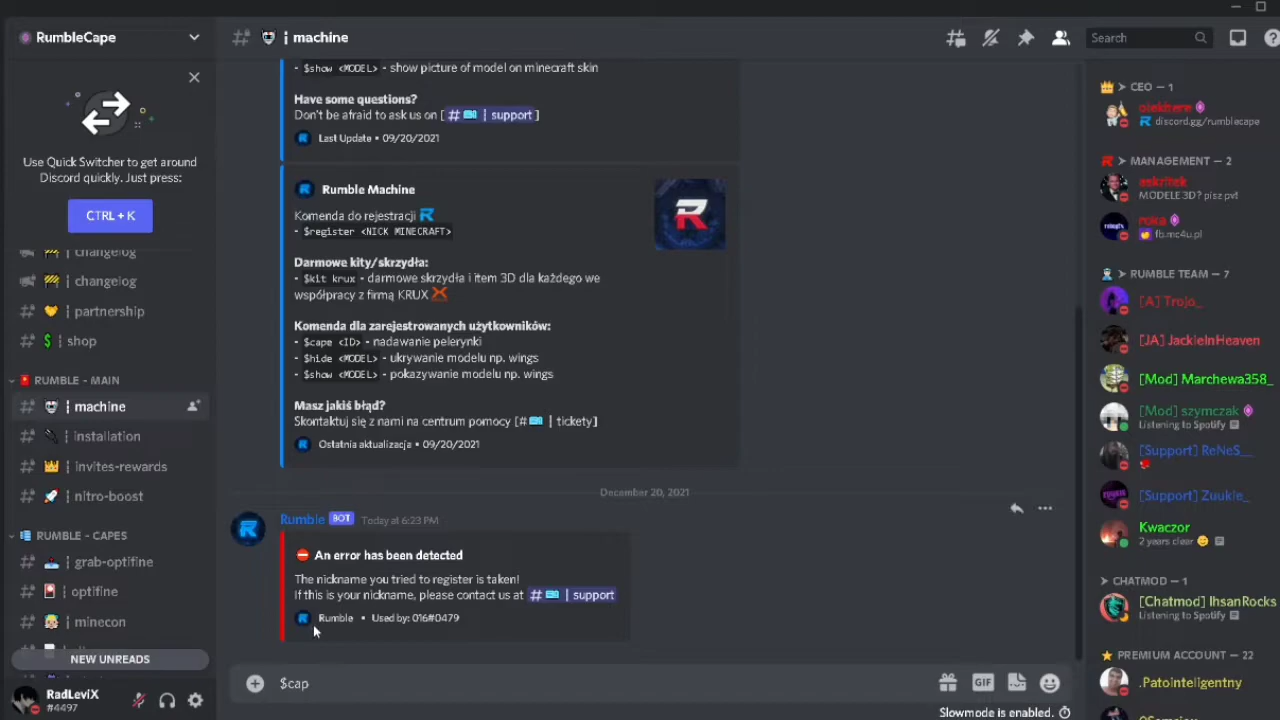 RumbleCape
Use Quick Switcher to get around
Discord quickly. Just press:
CTRL + K
changelog
changelog
partnership
shop
RUMBLE - MAIN
machine
installation
invites-rewards
nitro-boost
RUMBLE - CAPES
grab-optifine
optifine
minecon
NEW UNREADS
RadLeviX
#4497
machine
Search
- $show <MODEL> - show picture of model on minecraft skin
Have some questions?
Don't be afraid to ask us on [ # | support ]
Last Update • 09/20/2021
Rumble Machine
Komenda do rejestracji
- $register <NICK MINECRAFT>
Darmowe kity/skrzydła:
- $kit krux - darmowe skrzydła i item 3D dla każdego we
współpracy z firmą KRUX
Komenda dla zarejestrowanych użytkowników:
- $cape <ID> - nadawanie pelerynki
- $hide <MODEL> - ukrywanie modelu np. wings
- $show <MODEL> - pokazywanie modelu np. wings
Masz jakiś błąd?
Skontaktuj się z nami na centrum pomocy [# | tickety]
Ostatnia aktualizacja • 09/20/2021
December 20, 2021
Rumble BOT Today at 6:23 PM
An error has been detected
The nickname you tried to register is taken!
If this is your nickname, please contact us at # | support
Rumble • Used by: 016#0479
$cap
GIF
Slowmode is enabled.
CEO — 1
discord.gg/rumblecape
MANAGEMENT — 2
MODELE 3D? pisz pv!
roka
fb.mc4u.pl
RUMBLE TEAM — 7
[A] Trojo_
[JA] JackieInHeaven
[Mod] Marchewa358_
[Mod] szymczak
Listening to Spotify
[Support] ReNeS__
[Support] Zuukie_
Kwaczor
2 years clear
CHATMOD — 1
[Chatmod] IhsanRocks
Listening to Spotify
PREMIUM ACCOUNT — 22
.Patointeligentny